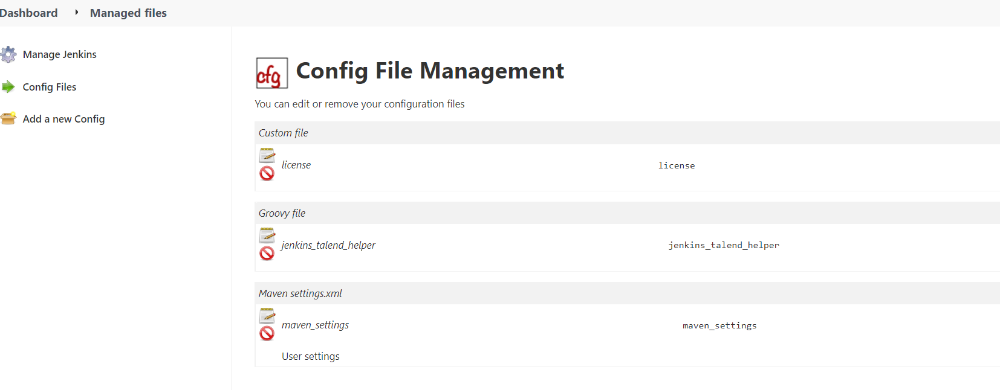 Dashboard Managed files
Manage Jenkins
Config Files
Add a new Config
cfg Config File Management
You can edit or remove your configuration files
Custom file
license license
Groovy file
jenkins_talend_helper jenkins_talend_helper
Maven settings.xml
maven_settings maven_settings
User settings